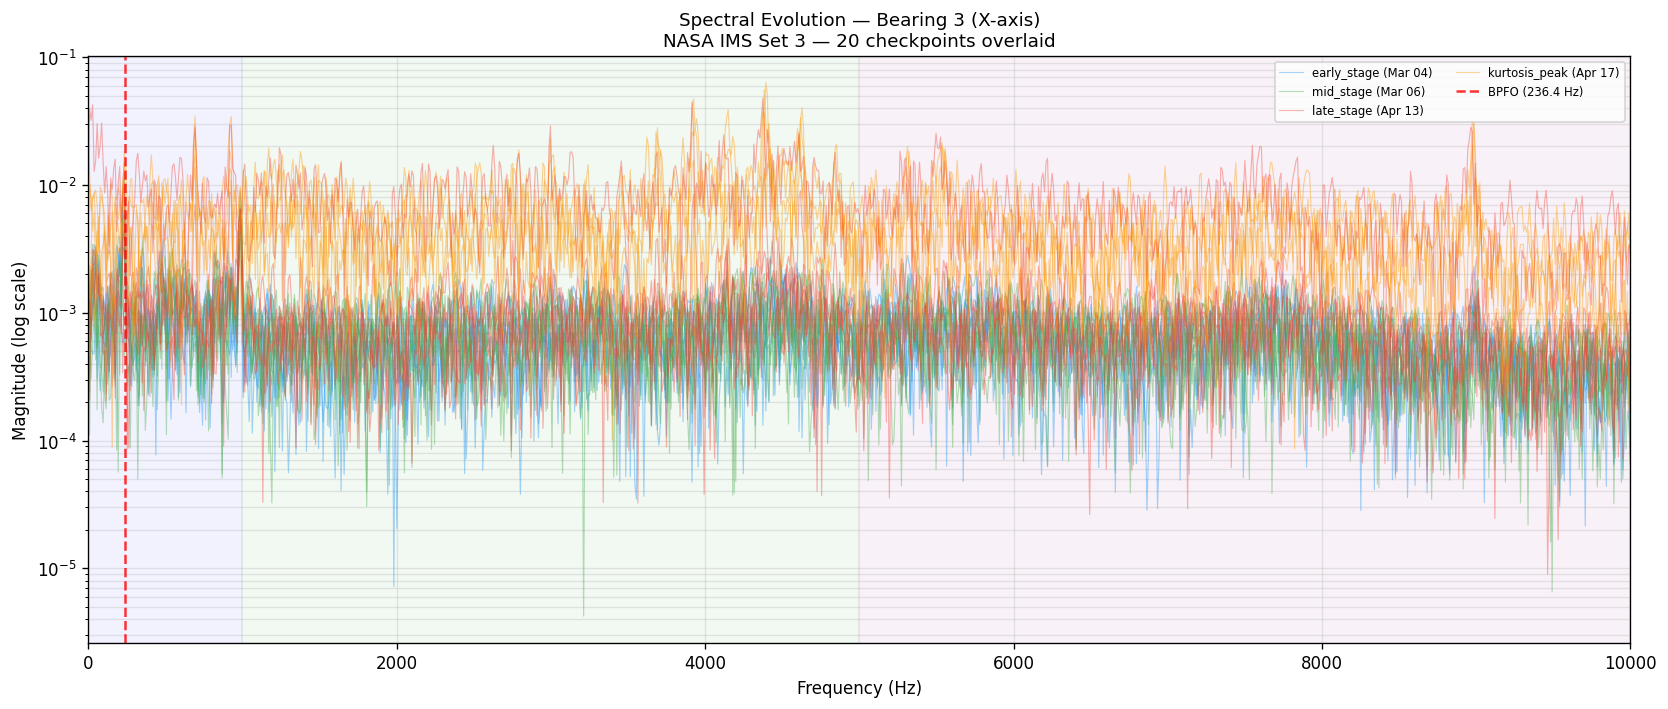 Spectral Evolution — Bearing 3 (X-axis)
NASA IMS Set 3 — 20 checkpoints overlaid
early_stage (Mar 04)
mid_stage (Mar 06)
late_stage (Apr 13)
kurtosis_peak (Apr 17)
BPFO (236.4 Hz)
Magnitude (log scale)
10⁻¹
10⁻²
10⁻³
10⁻⁴
10⁻⁵
0 2000 4000 6000 8000 10000
Frequency (Hz)